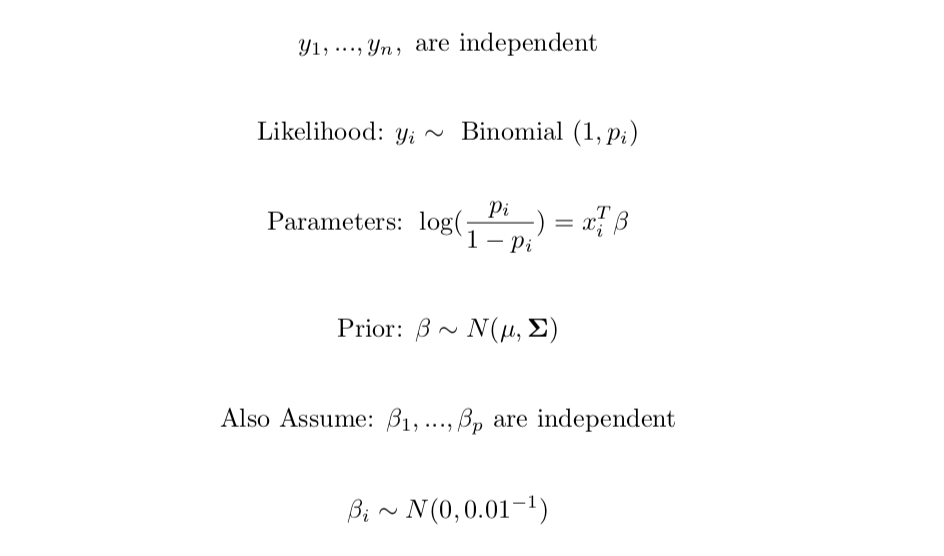 y₁, ..., yₙ, are independent
Likelihood: yᵢ ∼ Binomial (1, pᵢ)
Parameters: log(pᵢ / (1 − pᵢ)) = xᵢᵀ β
Prior: β ∼ N(μ, Σ)
Also Assume: β₁, ..., βₚ are independent
βᵢ ∼ N(0, 0.01⁻¹)